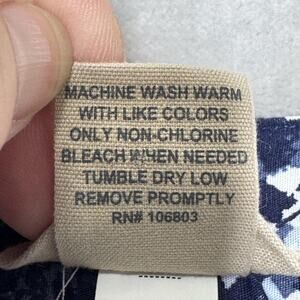 MACHINE WASH WARM
WITH LIKE COLORS
ONLY NON-CHLORINE
BLEACH WHEN NEEDED
TUMBLE DRY LOW
REMOVE PROMPTLY
RN# 106803